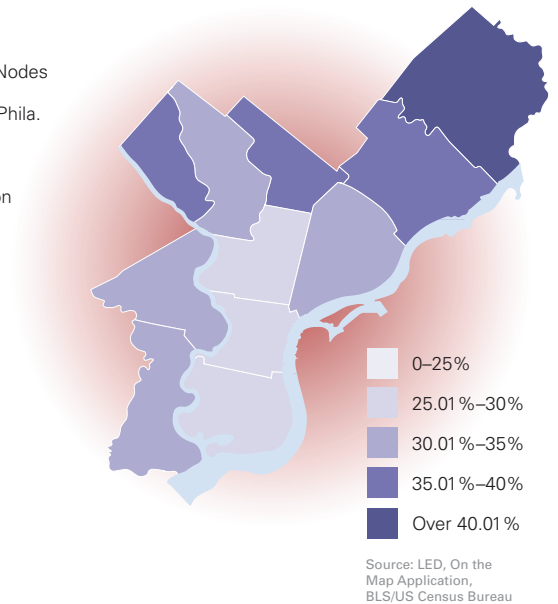 Nodes
Phila.
0–25%
25.01%–30%
30.01%–35%
35.01%–40%
Over 40.01%
Source: LED, On the
Map Application,
BLS/US Census Bureau